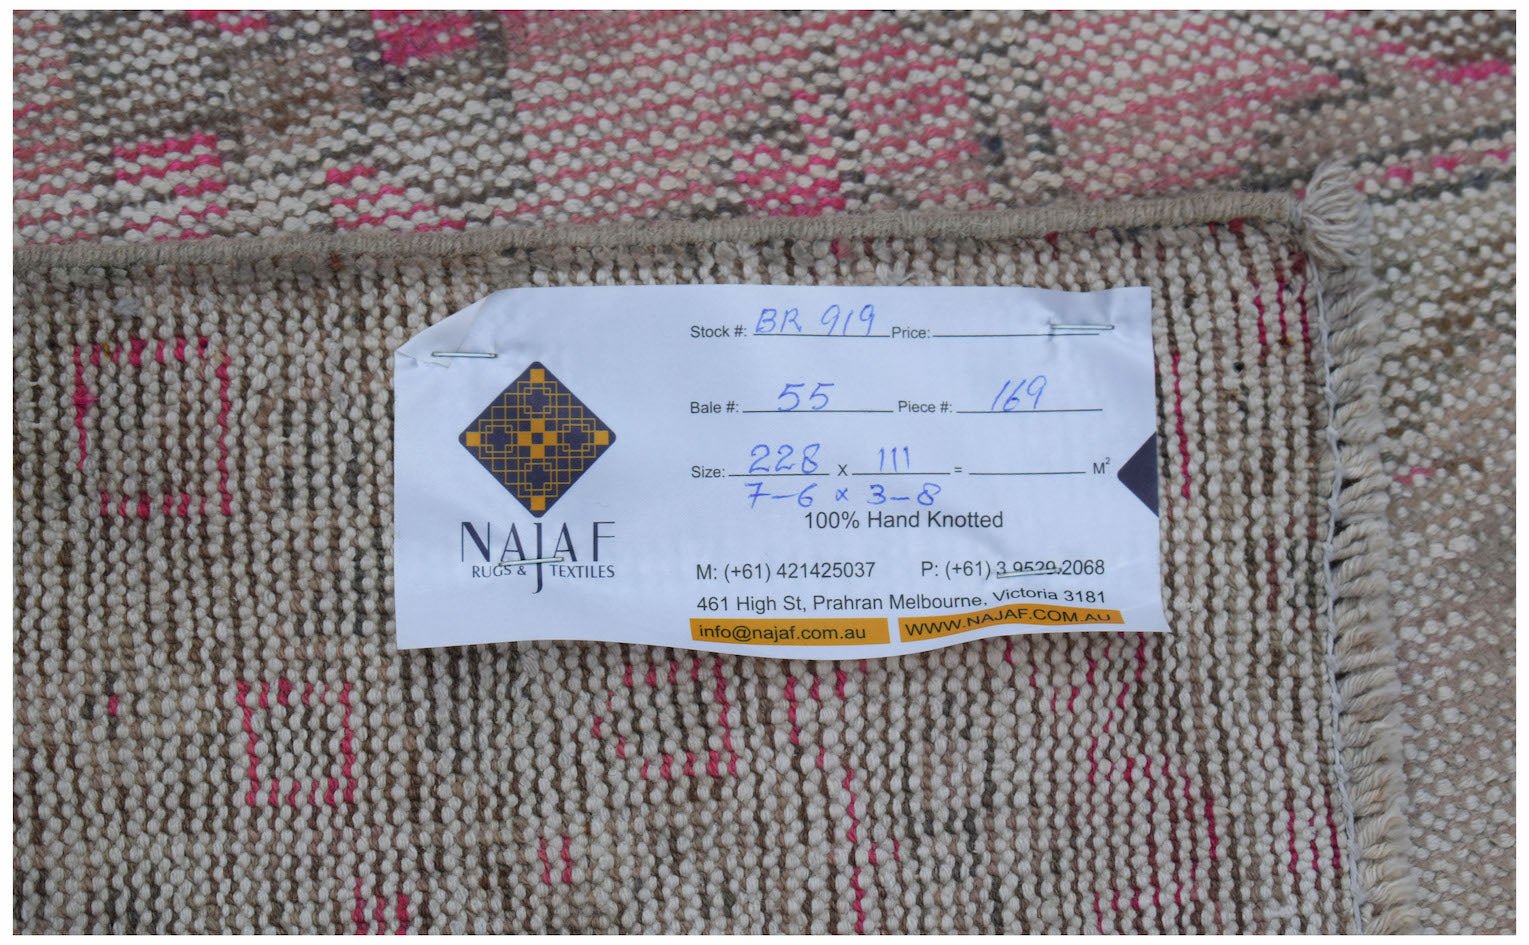 Stock #: BR 919 Price:
Bale #: 55 Piece #: 169
Size: 228 X 111 = M²
7-6 x 3-8
100% Hand Knotted
NAJAF
RUGS & TEXTILES
M: (+61) 421425037 P: (+61) 3 9529 2068
461 High St, Prahran Melbourne, Victoria 3181
info@najaf.com.au WWW.NAJAF.COM.AU